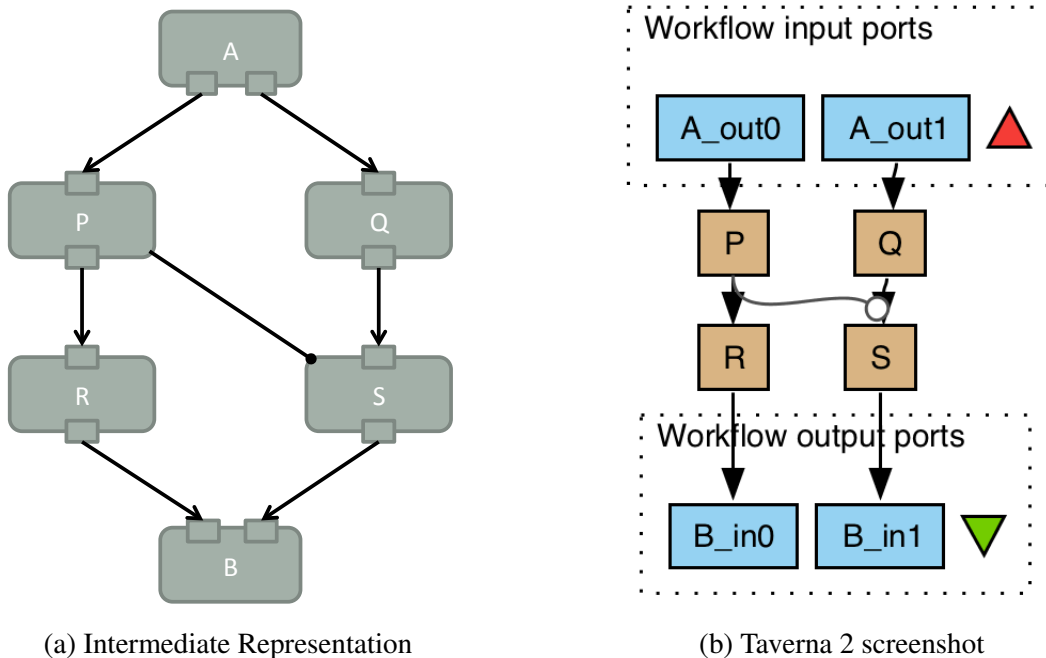 A
P
Q
R
S
B
(a) Intermediate Representation
Workflow input ports
A_out0
A_out1
P
Q
R
S
Workflow output ports
B_in0
B_in1
(b) Taverna 2 screenshot